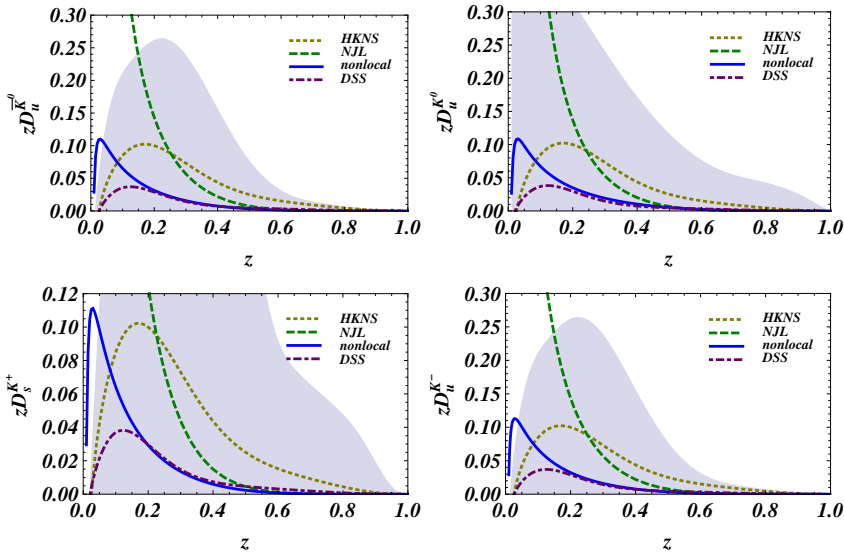 0.30
0.25
0.20
0.15
0.10
0.05
0.00
zD_u^{\overline{K}^0}
HKNS
NJL
nonlocal
DSS
0.0 0.2 0.4 0.6 0.8 1.0
z
0.30
0.25
0.20
0.15
0.10
0.05
0.00
zD_u^{K^0}
HKNS
NJL
nonlocal
DSS
0.0 0.2 0.4 0.6 0.8 1.0
z
0.12
0.10
0.08
0.06
0.04
0.02
0.00
zD_s^{K^+}
HKNS
NJL
nonlocal
DSS
0.0 0.2 0.4 0.6 0.8 1.0
z
0.30
0.25
0.20
0.15
0.10
0.05
0.00
zD_u^{K^-}
HKNS
NJL
nonlocal
DSS
0.0 0.2 0.4 0.6 0.8 1.0
z